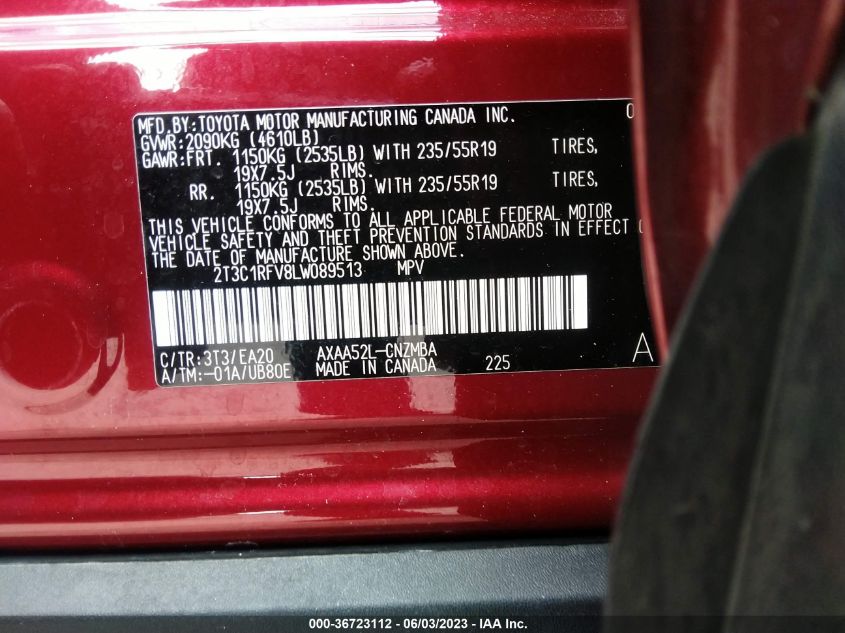 MFD.BY:TOYOTA MOTOR MANUFACTURING CANADA INC. 0
GVWR:2090KG (4610LB)
GAWR:FRT. 1150KG (2535LB) WITH 235/55R19 TIRES,
19X7.5J RIMS.
RR. 1150KG (2535LB) WITH 235/55R19 TIRES,
19X7.5J RIMS.
THIS VEHICLE CONFORMS TO ALL APPLICABLE FEDERAL MOTOR
VEHICLE SAFETY AND THEFT PREVENTION STANDARDS IN EFFECT
THE DATE OF MANUFACTURE SHOWN ABOVE.
2T3C1RFV8LW089513 MPV
C/TR:3T3/EA20 AXAA52L-CNZMBA A
A/TM:-01A/UB80E MADE IN CANADA 225
000-36723112 - 06/03/2023 - IAA Inc.